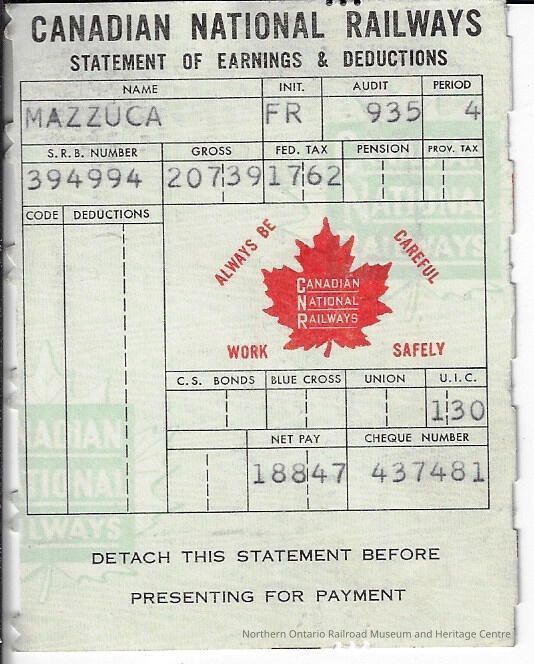 CANADIAN NATIONAL RAILWAYS
STATEMENT OF EARNINGS & DEDUCTIONS
NAME INIT. AUDIT PERIOD
MAZZUCA FR 935 4
S.R.B. NUMBER GROSS FED. TAX PENSION PROV. TAX
394994 20739 1762
CODE DEDUCTIONS
ALWAYS BE CAREFUL
CANADIAN
NATIONAL
RAILWAYS
WORK SAFELY
C.S. BONDS BLUE CROSS UNION U.I.C.
130
NET PAY CHEQUE NUMBER
18847 437481
DETACH THIS STATEMENT BEFORE
PRESENTING FOR PAYMENT
Northern Ontario Railroad Museum and Heritage Centre